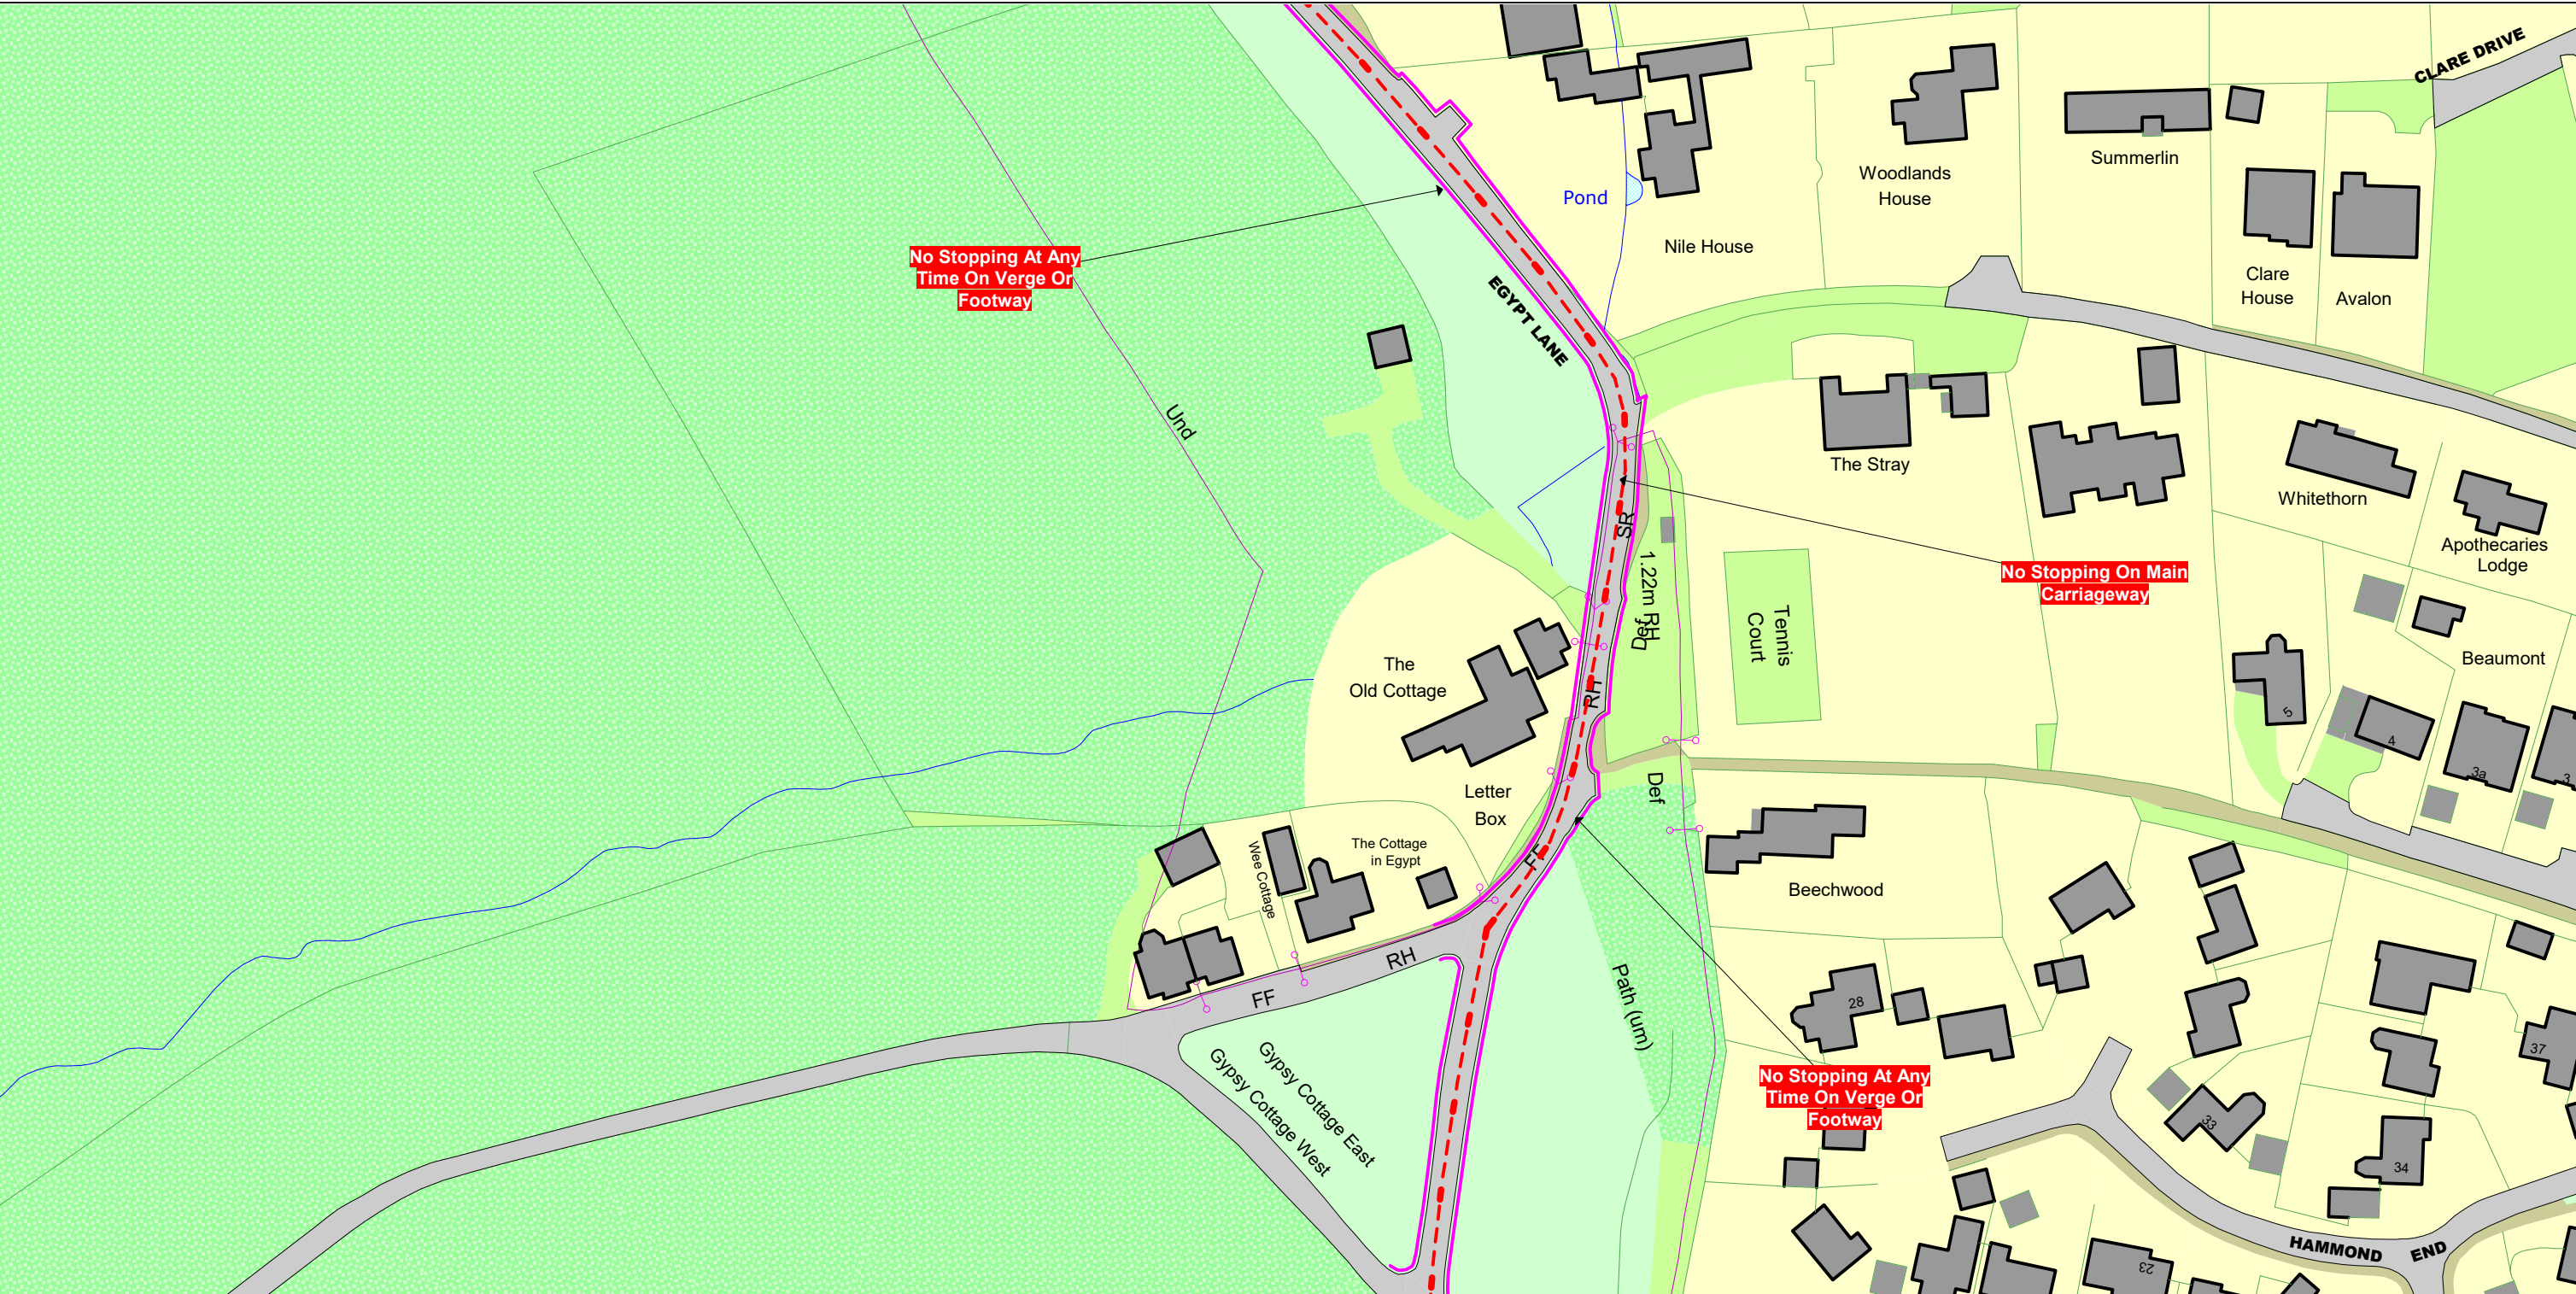 CLARE DRIVE
Summerlin
Woodlands
House
Pond
Nile House
No Stopping At Any
Time On Verge Or
Footway
Clare
House
Avalon
EGYPT LANE
Und
The Stray
Whitethorn
Apothecaries
Lodge
SR
1.22m RH
Def
No Stopping On Main
Carriageway
Tennis
Court
The
Old Cottage
RH
Beaumont
5
4
3a
3
Letter
Box
Def
Wee Cottage
The Cottage
in Egypt
FF
Beechwood
RH
FF
Path (um)
28
37
Gypsy Cottage East
Gypsy Cottage West
No Stopping At Any
Time On Verge Or
Footway
33
34
HAMMOND END
23